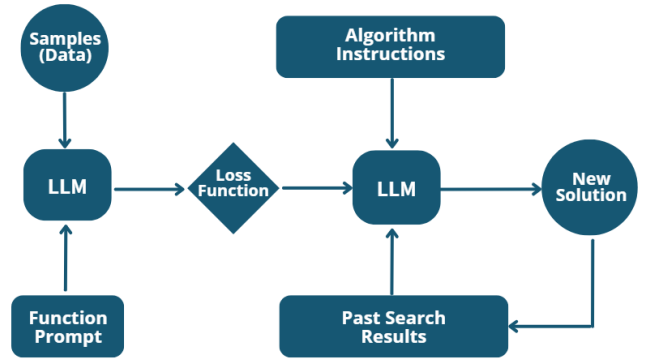 Samples
(Data)
Algorithm
Instructions
LLM
Loss
Function
LLM
New
Solution
Function
Prompt
Past Search
Results